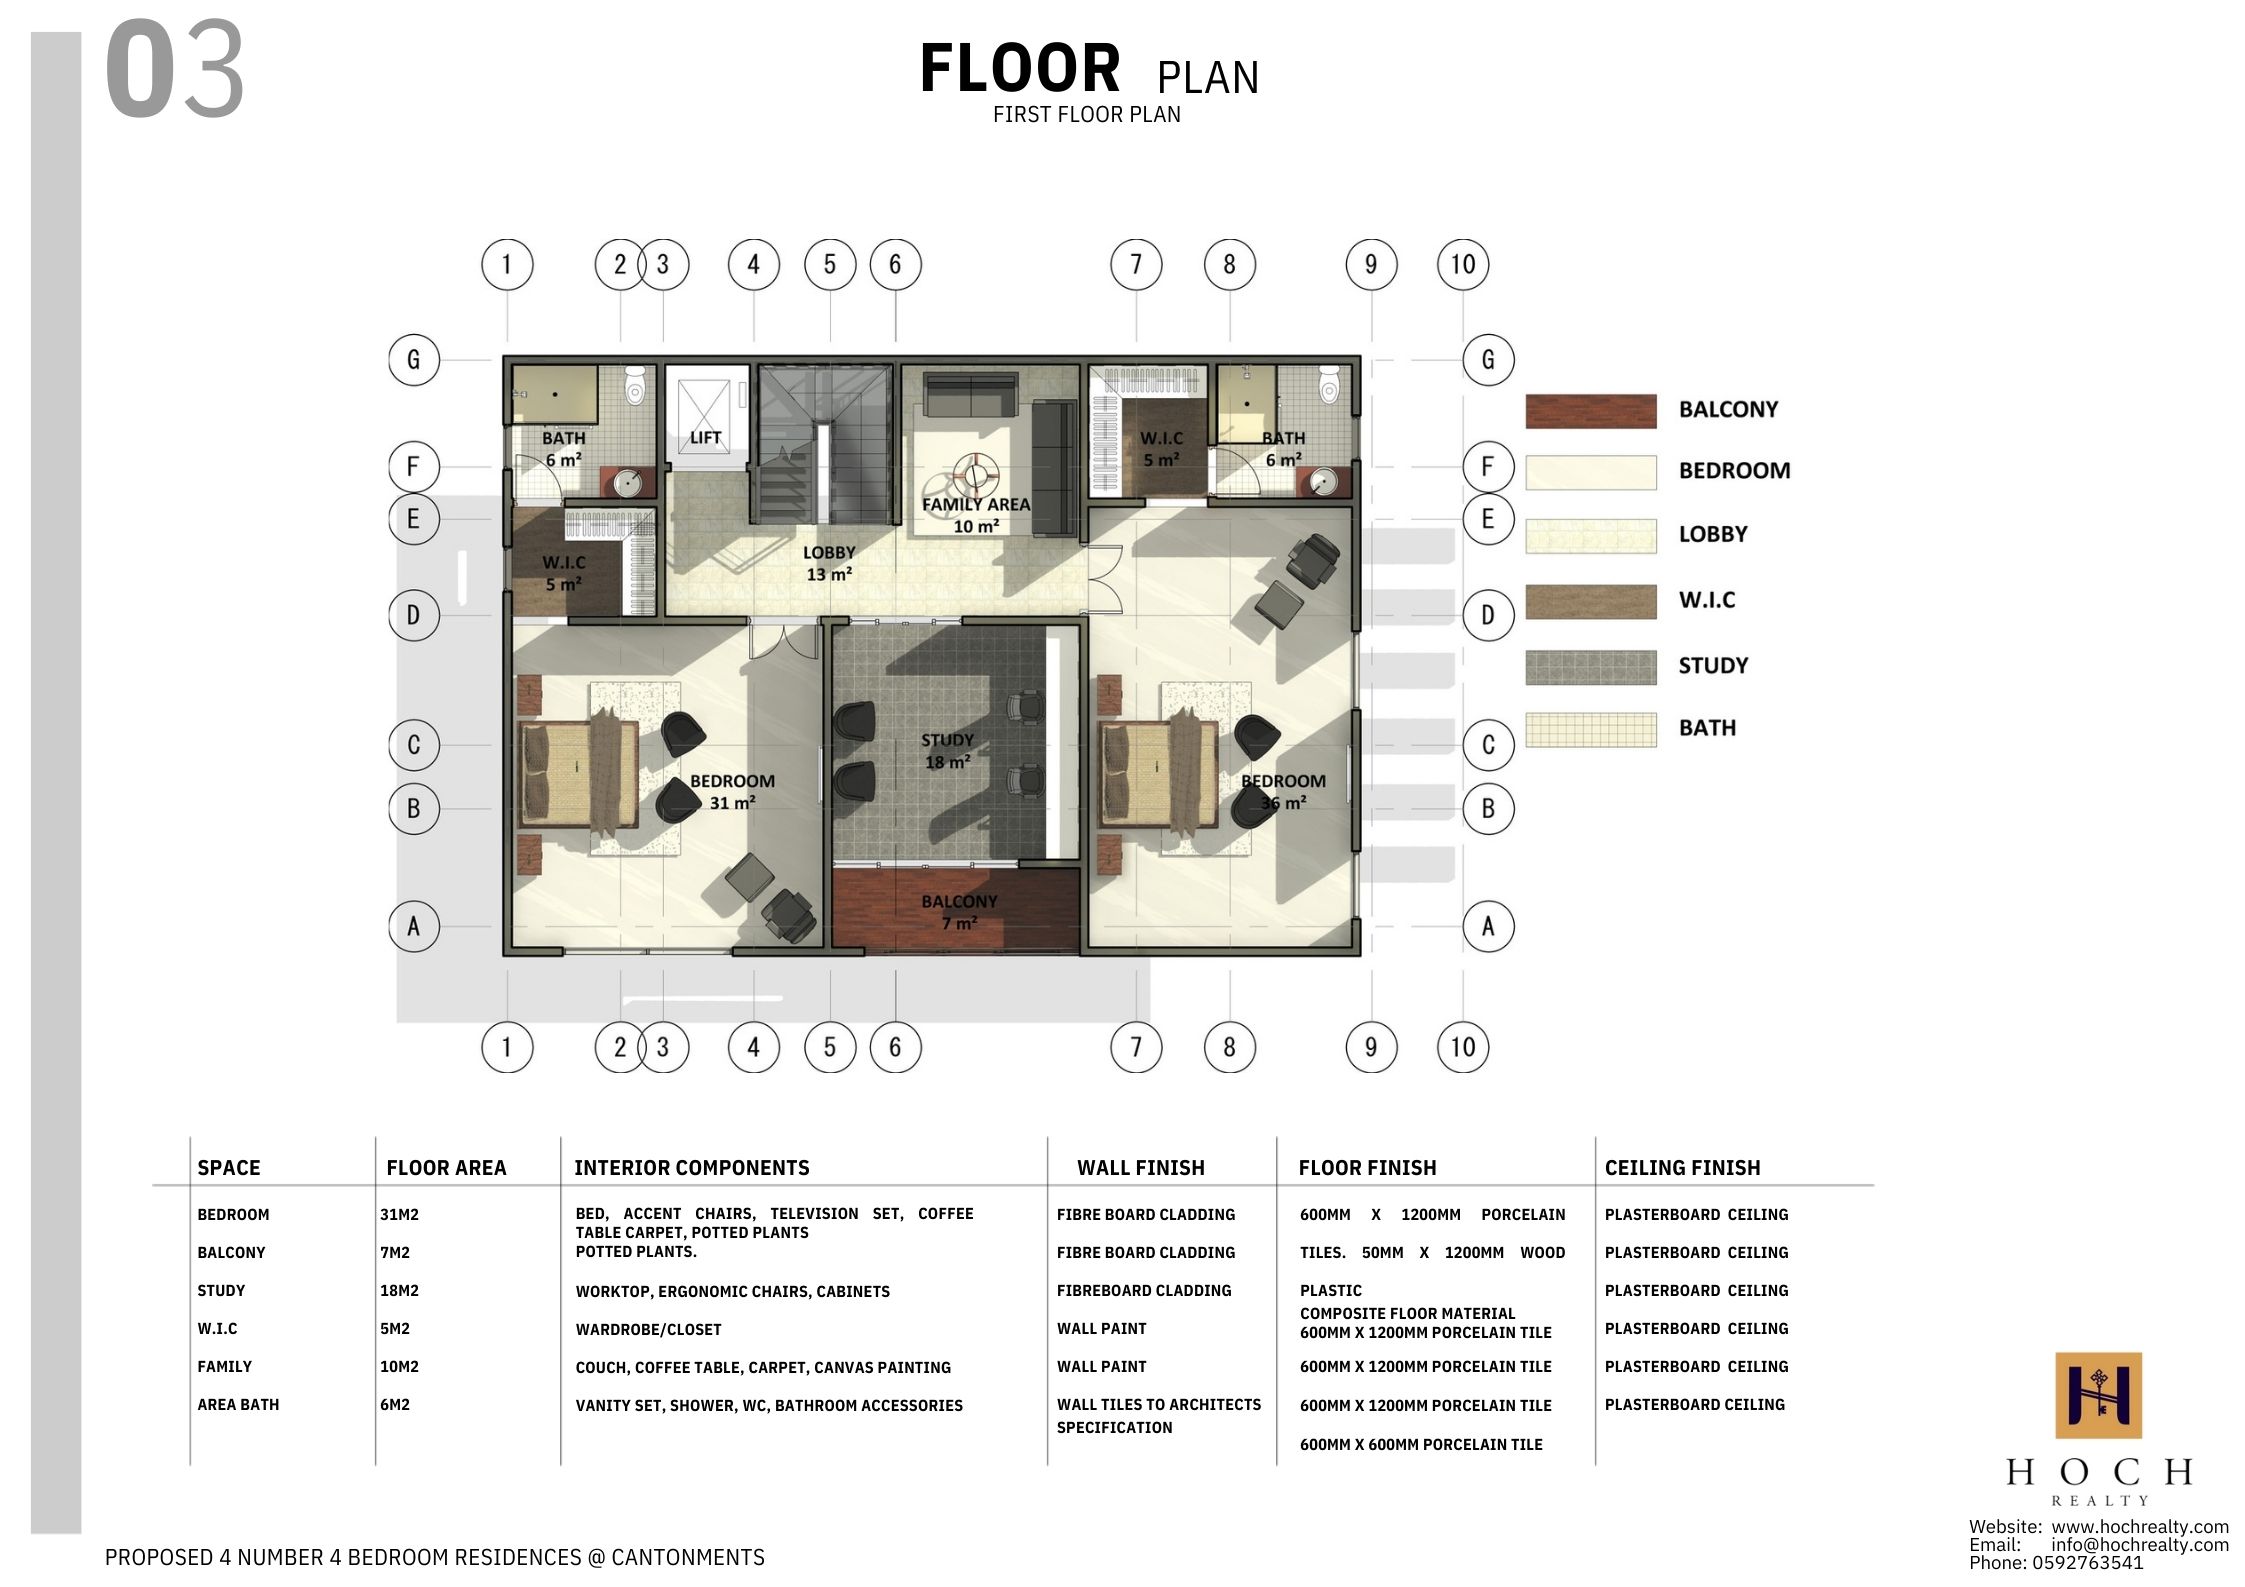 03
FLOOR PLAN
FIRST FLOOR PLAN
1 2 3 4 5 6 7 8 9 10
G G
F F
E E
D D
C C
B B
A A
BATH
6 m²
LIFT
W.I.C
5 m²
BATH
6 m²
FAMILY AREA
10 m²
W.I.C
5 m²
LOBBY
13 m²
STUDY
18 m²
BEDROOM
31 m²
BEDROOM
36 m²
BALCONY
7 m²
1 2 3 4 5 6 7 8 9 10
BALCONY
BEDROOM
LOBBY
W.I.C
STUDY
BATH
SPACE FLOOR AREA INTERIOR COMPONENTS WALL FINISH FLOOR FINISH CEILING FINISH
BEDROOM 31M2 BED, ACCENT CHAIRS, TELEVISION SET, COFFEE FIBRE BOARD CLADDING 600MM X 1200MM PORCELAIN PLASTERBOARD CEILING
TABLE CARPET, POTTED PLANTS
BALCONY 7M2 POTTED PLANTS. FIBRE BOARD CLADDING TILES. 50MM X 1200MM WOOD PLASTERBOARD CEILING
STUDY 18M2 WORKTOP, ERGONOMIC CHAIRS, CABINETS FIBREBOARD CLADDING PLASTIC PLASTERBOARD CEILING
COMPOSITE FLOOR MATERIAL
W.I.C 5M2 WARDROBE/CLOSET WALL PAINT 600MM X 1200MM PORCELAIN TILE PLASTERBOARD CEILING
FAMILY 10M2 COUCH, COFFEE TABLE, CARPET, CANVAS PAINTING WALL PAINT 600MM X 1200MM PORCELAIN TILE PLASTERBOARD CEILING
AREA BATH 6M2 VANITY SET, SHOWER, WC, BATHROOM ACCESSORIES WALL TILES TO ARCHITECTS 600MM X 1200MM PORCELAIN TILE PLASTERBOARD CEILING
SPECIFICATION
600MM X 600MM PORCELAIN TILE
HOCH
REALTY
Website: www.hochrealty.com
Email: info@hochrealty.com
Phone: 0592763541
PROPOSED 4 NUMBER 4 BEDROOM RESIDENCES @ CANTONMENTS